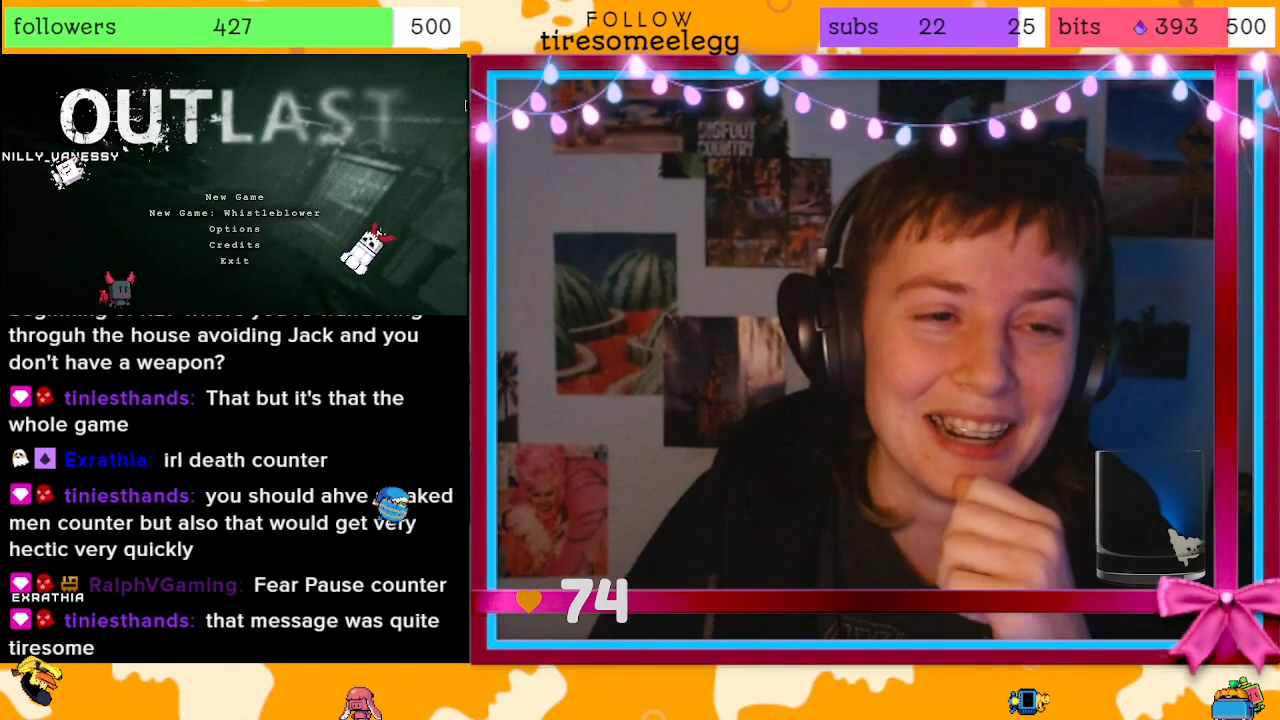 followers 427 500
FOLLOW
tiresomeelegy
subs 22 25
bits 393 500
OUTLAST
NILLY_VANESSY
New Game
New Game: Whistleblower
Options
Credits
Exit
BIGFOOT
COUNTRY
throguh the house avoiding Jack and you
don't have a weapon?
tiniesthands: That but it's that the
whole game
Exrathia: irl death counter
tiniesthands: you should ahve
men counter but also that would get very
hectic very quickly
RalphVGaming: Fear Pause counter
EXRATHIA
tiniesthands: that message was quite
tiresome
74